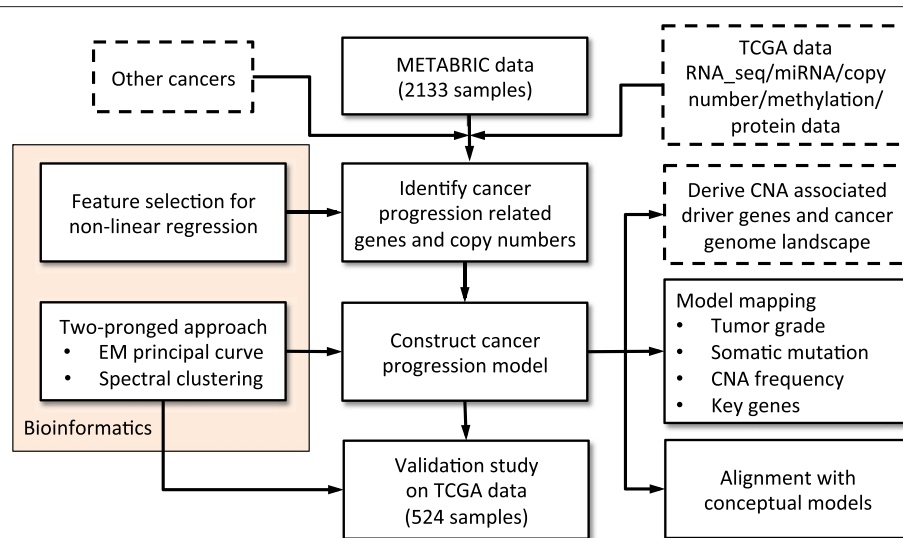 Other cancers
METABRIC data
(2133 samples)
TCGA data
RNA_seq/miRNA/copy
number/methylation/
protein data
Feature selection for
non-linear regression
Identify cancer
progression related
genes and copy numbers
Derive CNA associated
driver genes and cancer
genome landscape
Two-pronged approach
• EM principal curve
• Spectral clustering
Bioinformatics
Construct cancer
progression model
Model mapping
• Tumor grade
• Somatic mutation
• CNA frequency
• Key genes
Validation study
on TCGA data
(524 samples)
Alignment with
conceptual models